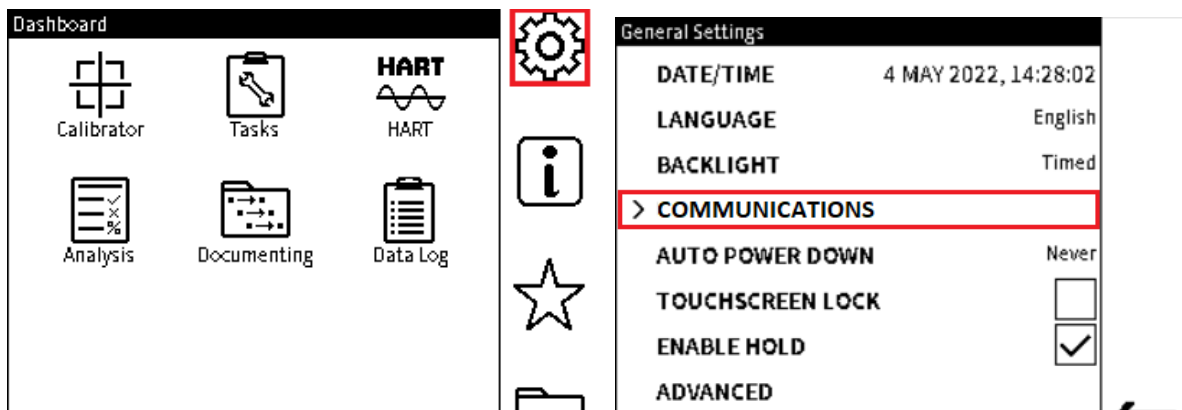 Dashboard
HART
Calibrator Tasks HART
Analysis Documenting Data Log
General Settings
DATE/TIME 4 MAY 2022, 14:28:02
LANGUAGE English
BACKLIGHT Timed
> COMMUNICATIONS
AUTO POWER DOWN Never
TOUCHSCREEN LOCK
ENABLE HOLD
ADVANCED